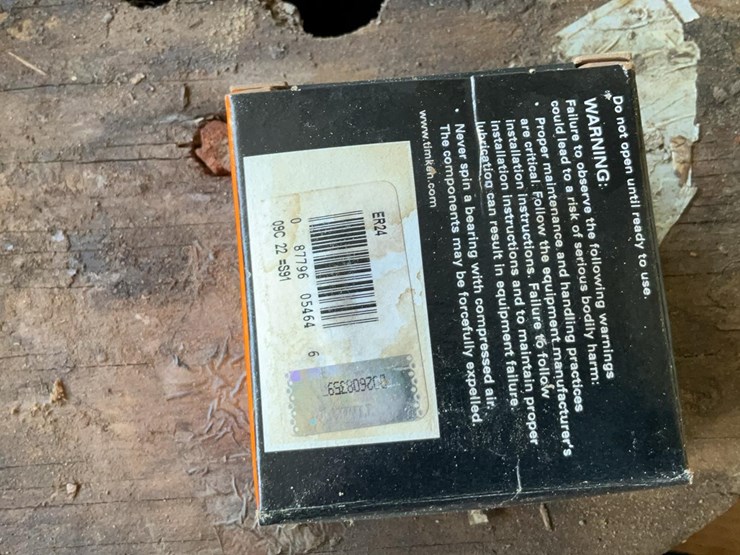 Do not open until ready to use.
WARNING:
Failure to observe the following warnings
could lead to a risk of serious bodily harm:
• Proper maintenance and handling practices
are critical. Follow the equipment manufacturer's
installation instructions. Failure to follow
installation instructions and to maintain proper
lubrication can result in equipment failure.
• Never spin a bearing with compressed air.
The components may be forcefully expelled.
www.timken.com
ER24
0 87796 05464 6
09C 22 =S91